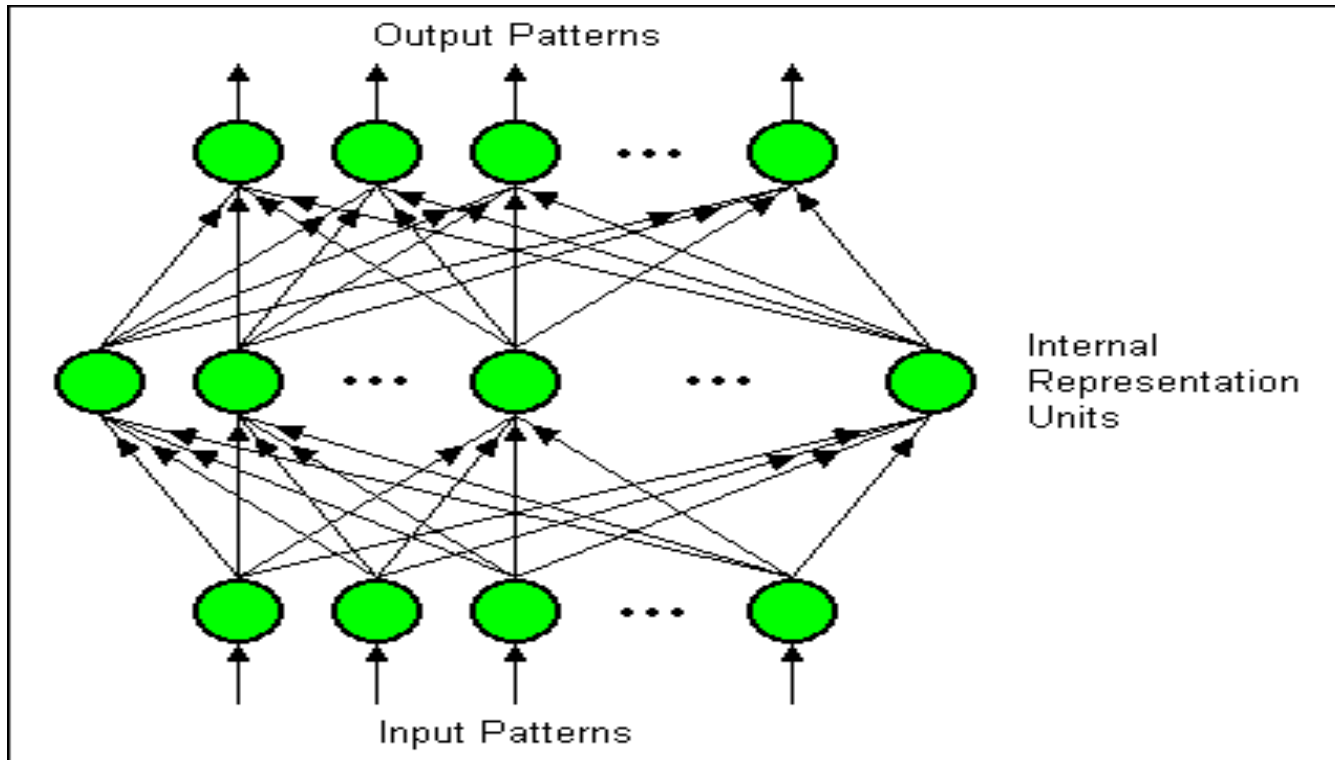 Output Patterns
Internal
Representation
Units
Input Patterns